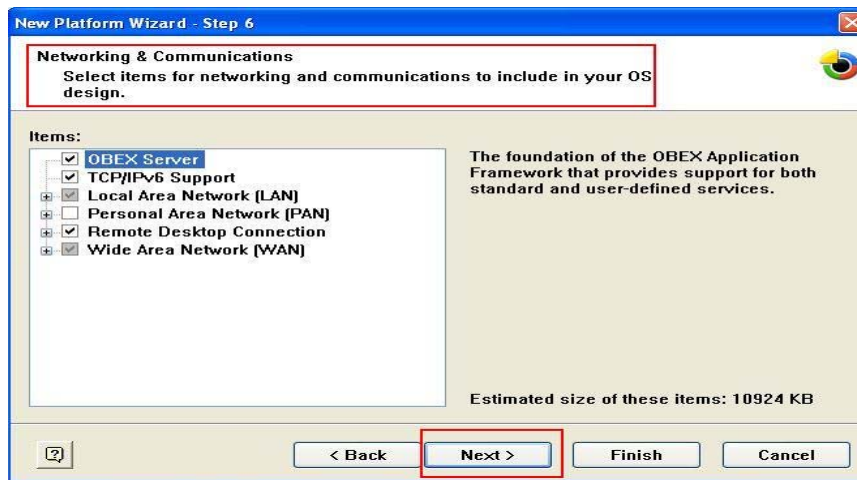 New Platform Wizard - Step 6
Networking & Communications
Select items for networking and communications to include in your OS
design.
Items:
OBEX Server
TCP/IPv6 Support
Local Area Network (LAN)
Personal Area Network (PAN)
Remote Desktop Connection
Wide Area Network (WAN)
The foundation of the OBEX Application
Framework that provides support for both
standard and user-defined services.
Estimated size of these items: 10924 KB
< Back
Next >
Finish
Cancel